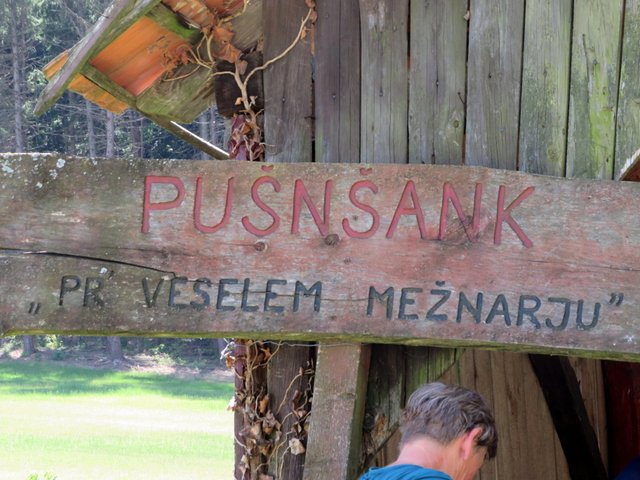 PUŠNŠANK
„PR' VESELEM MEŽNARJU”